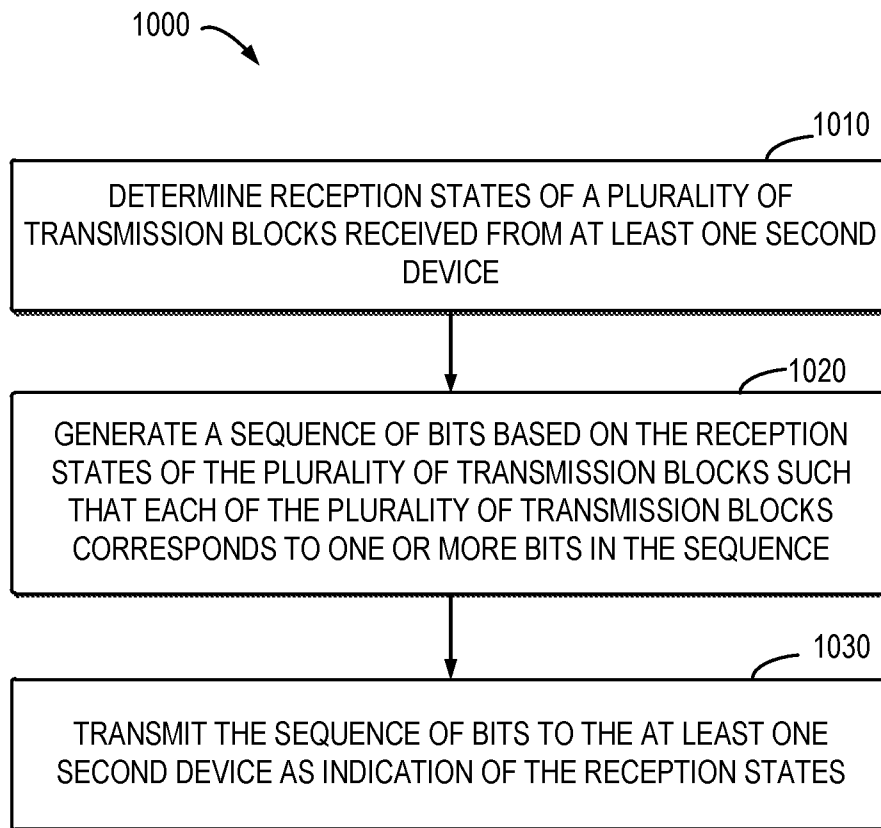 1000
1010
DETERMINE RECEPTION STATES OF A PLURALITY OF
TRANSMISSION BLOCKS RECEIVED FROM AT LEAST ONE SECOND
DEVICE
1020
GENERATE A SEQUENCE OF BITS BASED ON THE RECEPTION
STATES OF THE PLURALITY OF TRANSMISSION BLOCKS SUCH
THAT EACH OF THE PLURALITY OF TRANSMISSION BLOCKS
CORRESPONDS TO ONE OR MORE BITS IN THE SEQUENCE
1030
TRANSMIT THE SEQUENCE OF BITS TO THE AT LEAST ONE
SECOND DEVICE AS INDICATION OF THE RECEPTION STATES